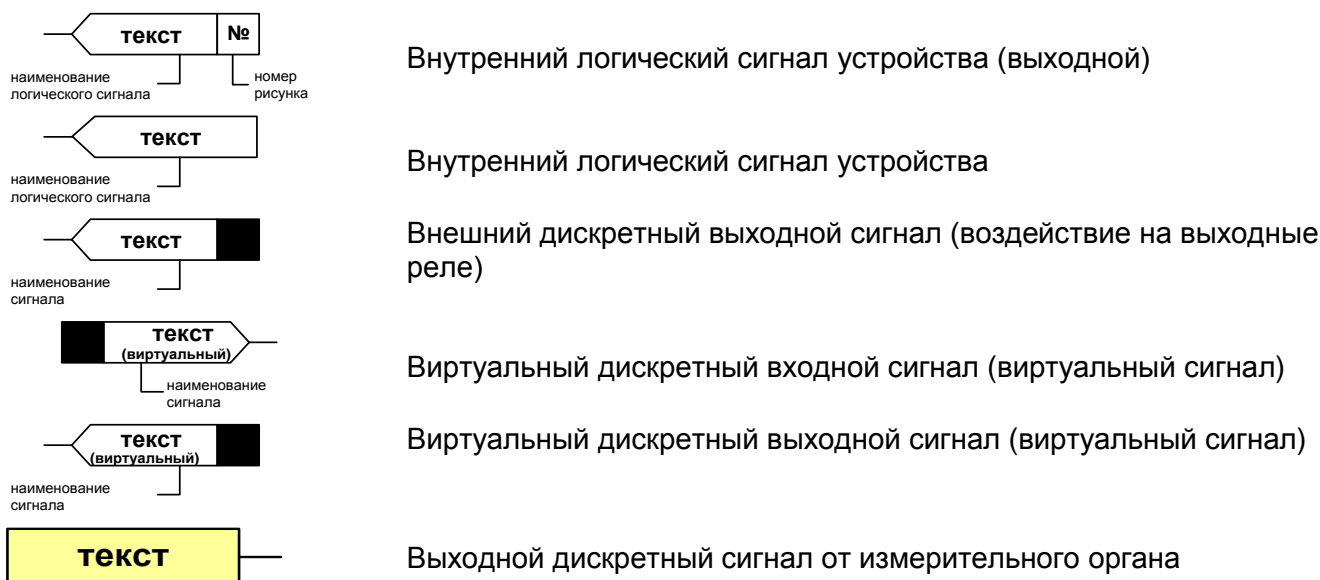 текст №
наименование
логического сигнала
номер
рисунка
Внутренний логический сигнал устройства (выходной)
текст
наименование
логического сигнала
Внутренний логический сигнал устройства
текст
наименование
сигнала
Внешний дискретный выходной сигнал (воздействие на выходные
реле)
текст
(виртуальный)
наименование
сигнала
Виртуальный дискретный входной сигнал (виртуальный сигнал)
текст
(виртуальный)
наименование
сигнала
Виртуальный дискретный выходной сигнал (виртуальный сигнал)
текст
Выходной дискретный сигнал от измерительного органа